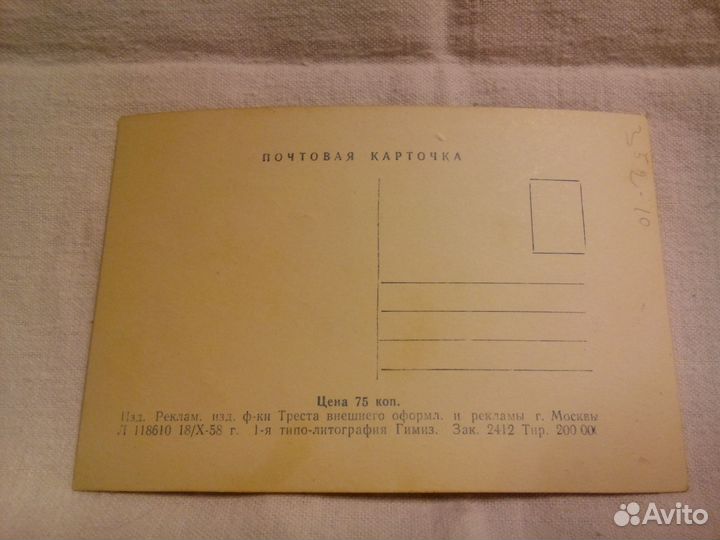 ПОЧТОВАЯ КАРТОЧКА
Цена 75 коп.
Изд. Реклам. изд. ф-ки Треста внешнего оформл. и рекламы г. Москвы
Л 118610 18/X-58 г. 1-я типо-литография Гимиз. Зак. 2412 Тир. 200 000
Avito